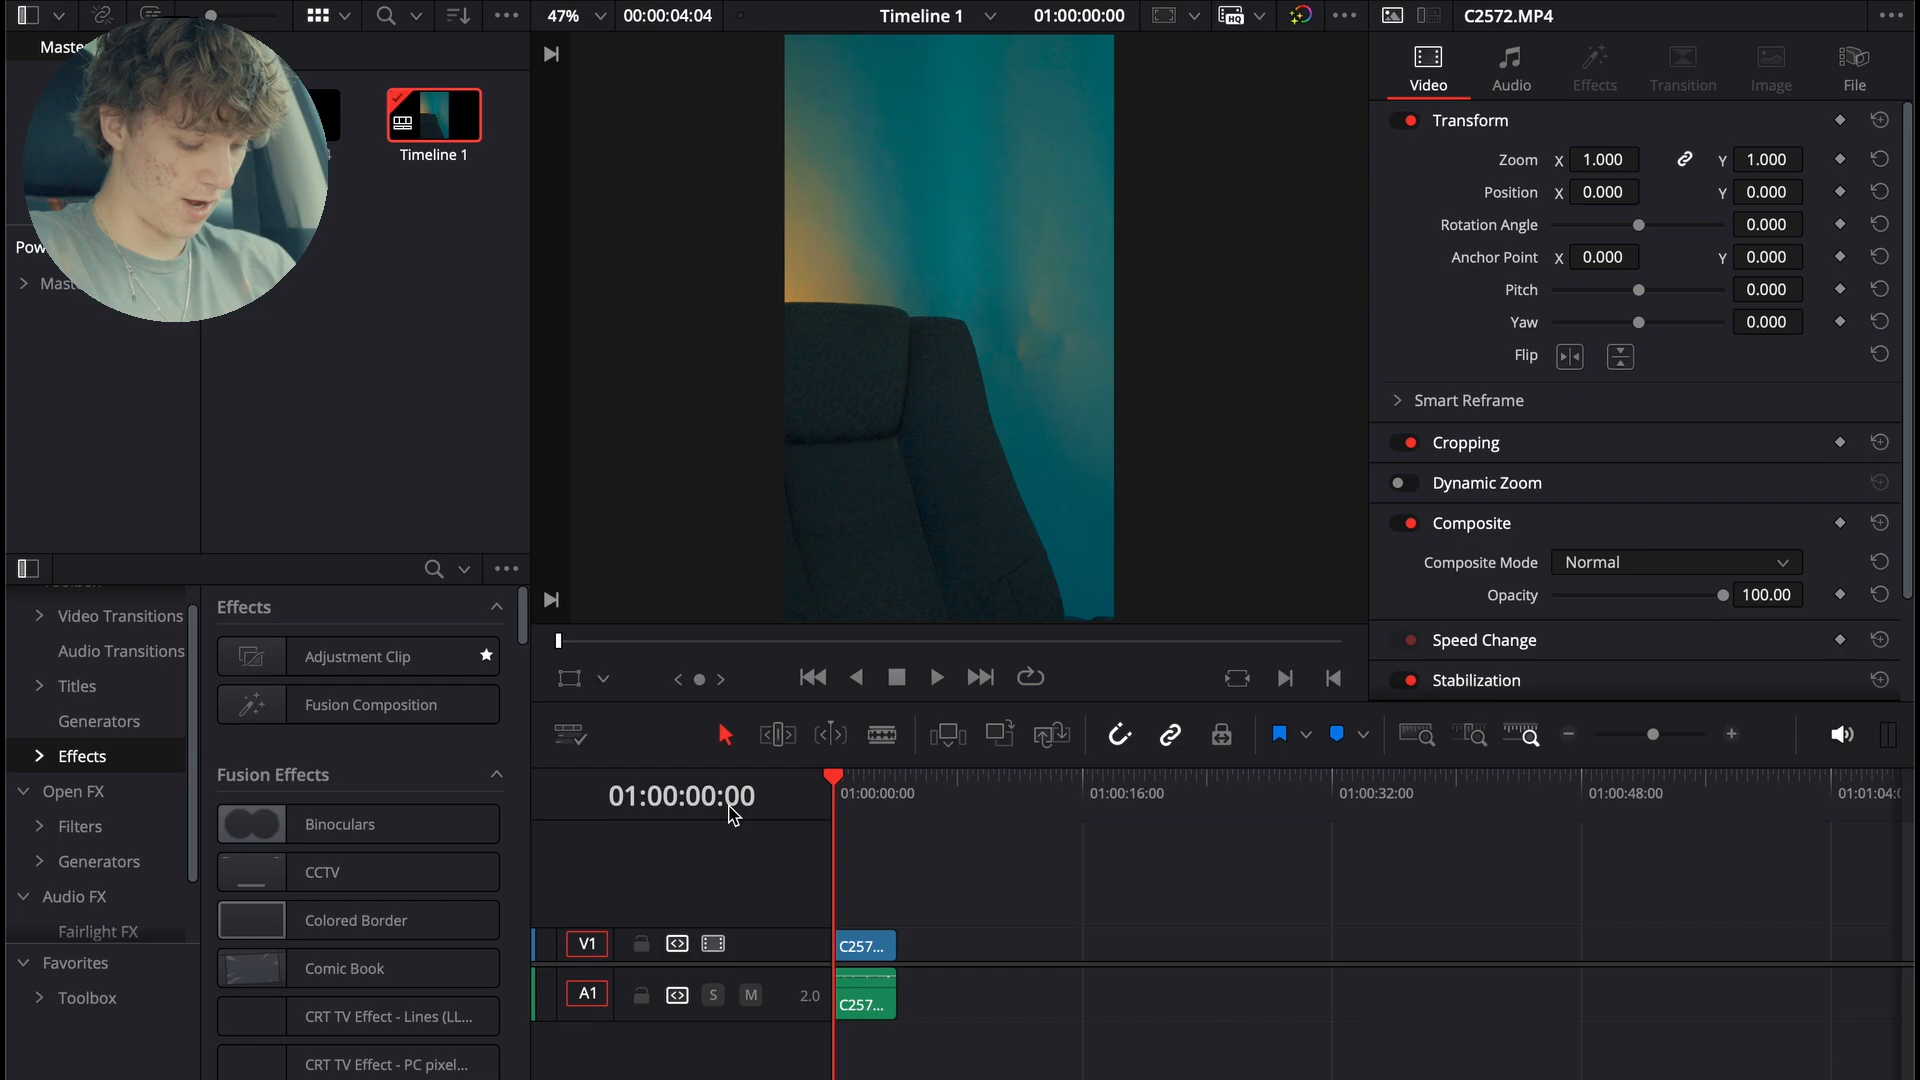 47%
00:00:04:04
Timeline 1
01:00:00:00
HQ
C2572.MP4
Video
Audio
Effects
Transition
Image
File
Timeline 1
Transform
Zoom X 1.000 Y 1.000
Position X 0.000 Y 0.000
Rotation Angle 0.000
Anchor Point X 0.000 Y 0.000
Pitch 0.000
Yaw 0.000
Flip
Smart Reframe
Cropping
Dynamic Zoom
Composite
Composite Mode Normal
Opacity 100.00
Speed Change
Stabilization
Video Transitions
Audio Transitions
Titles
Generators
Effects
Open FX
Filters
Generators
Audio FX
Fairlight FX
Favorites
Toolbox
Effects
Adjustment Clip
Fusion Composition
Fusion Effects
Binoculars
CCTV
Colored Border
Comic Book
CRT TV Effect - Lines (LL...
CRT TV Effect - PC pixel...
01:00:00:00
01:00:00:00
01:00:16:00
01:00:32:00
01:00:48:00
01:01:04:
V1
C257...
A1
S
M
2.0
C257...